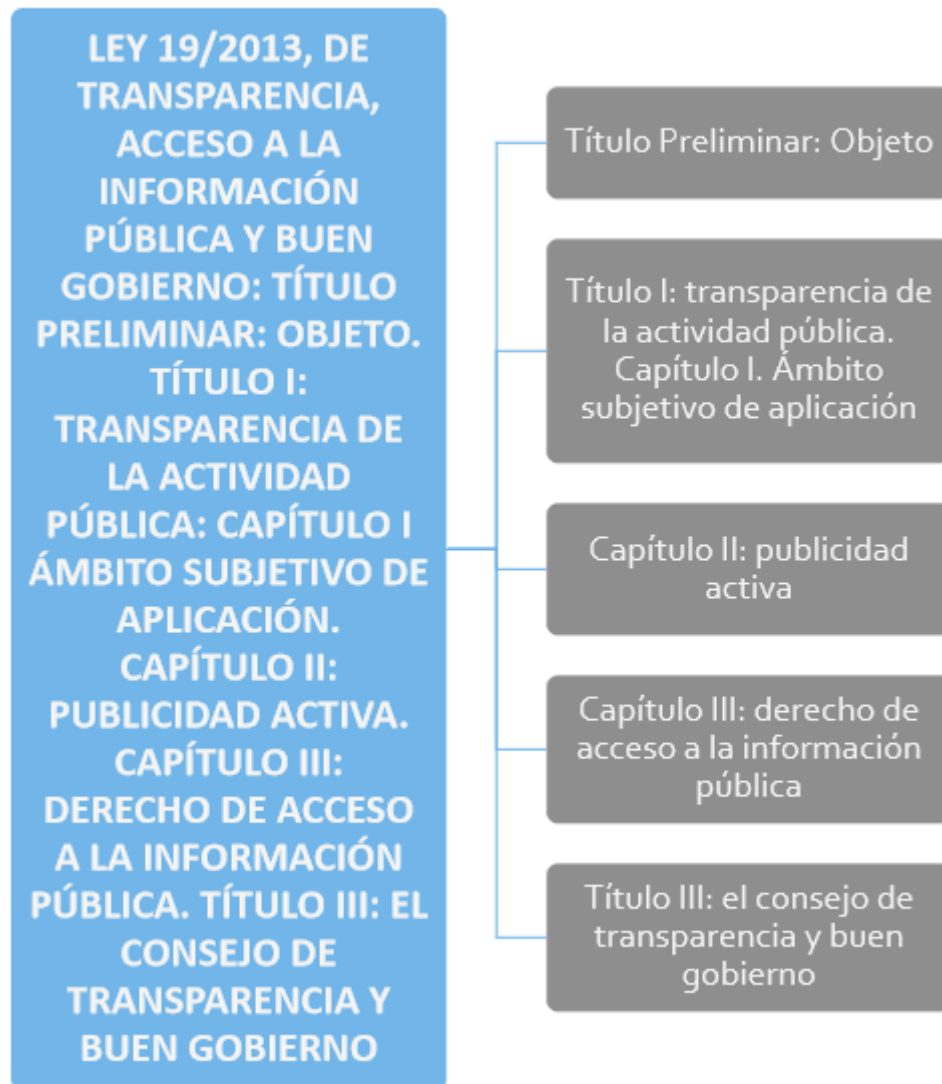 LEY 19/2013, DE
TRANSPARENCIA,
ACCESO A LA
INFORMACIÓN
PÚBLICA Y BUEN
GOBIERNO: TÍTULO
PRELIMINAR: OBJETO.
TÍTULO I:
TRANSPARENCIA DE
LA ACTIVIDAD
PÚBLICA: CAPÍTULO I
ÁMBITO SUBJETIVO DE
APLICACIÓN.
CAPÍTULO II:
PUBLICIDAD ACTIVA.
CAPÍTULO III:
DERECHO DE ACCESO
A LA INFORMACIÓN
PÚBLICA. TÍTULO III: EL
CONSEJO DE
TRANSPARENCIA Y
BUEN GOBIERNO
Título Preliminar: Objeto
Título I: transparencia de
la actividad pública.
Capítulo I. Ámbito
subjetivo de aplicación
Capítulo II: publicidad
activa
Capítulo III: derecho de
acceso a la información
pública
Título III: el consejo de
transparencia y buen
gobierno